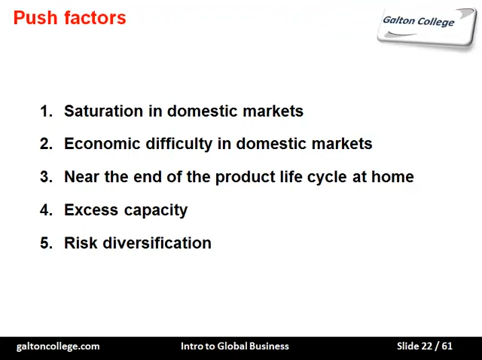 Push factors
Galton College
1. Saturation in domestic markets
2. Economic difficulty in domestic markets
3. Near the end of the product life cycle at home
4. Excess capacity
5. Risk diversification
galtoncollege.com Intro to Global Business Slide 22 / 61